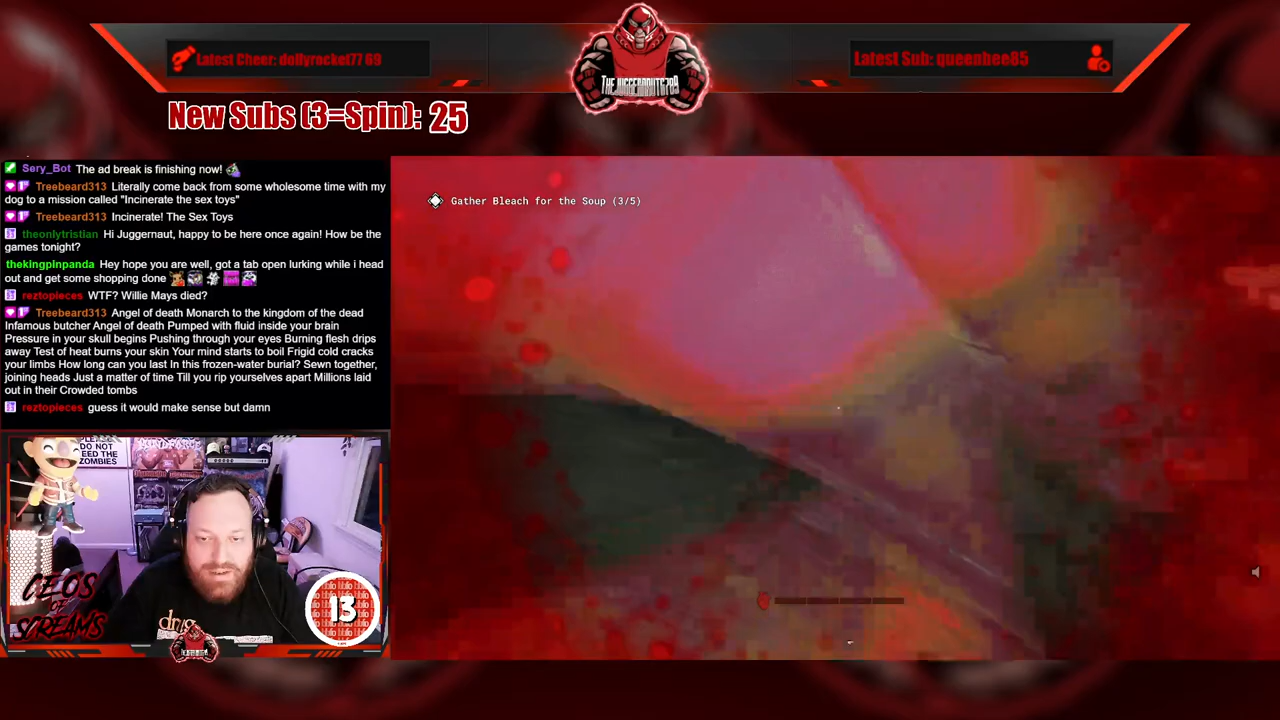 Latest Cheer: dollyrocket77 69
THEJUGGERNAUT6789
Latest Sub: queenbee85
New Subs (3=Spin): 25
Sery_Bot The ad break is finishing now!
Treebeard313 Literally come back from some wholesome time with my
dog to a mission called "Incinerate the sex toys"
Treebeard313 Incinerate! The Sex Toys
theonlytristian Hi Juggernaut, happy to be here once again! How be the
games tonight?
thekingpinpanda Hey hope you are well, got a tab open lurking while i head
out and get some shopping done
reztopieces WTF? Willie Mays died?
Treebeard313 Angel of death Monarch to the kingdom of the dead
Infamous butcher Angel of death Pumped with fluid inside your brain
Pressure in your skull begins Pushing through your eyes Burning flesh drips
away Test of heat burns your skin Your mind starts to boil Frigid cold cracks
your limbs How long can you last In this frozen-water burial? Sewn together,
joining heads Just a matter of time Till you rip yourselves apart Millions laid
out in their Crowded tombs
reztopieces guess it would make sense but damn
Gather Bleach for the Soup (3/5)
DO NOT
ZOMBIES
CEOS
OF
SCREAMS
13